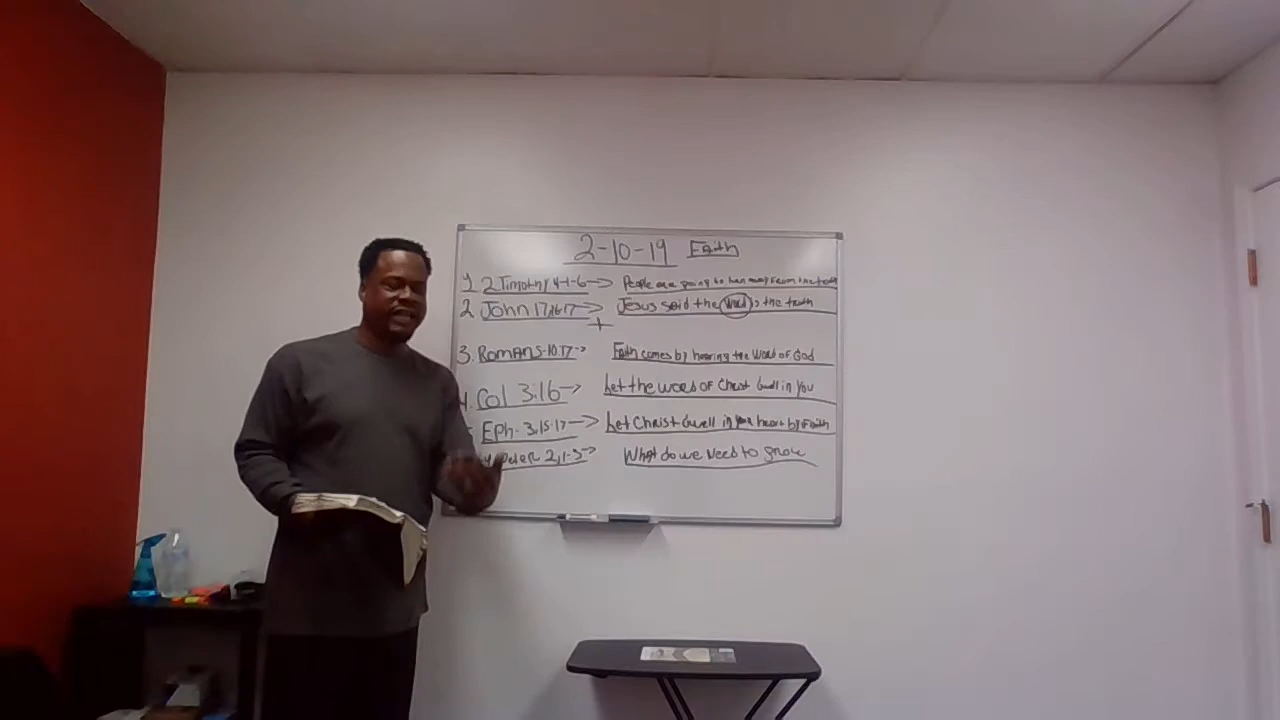 2-10-19 Faith
1. 2 Timothy 4-1-6 → People are going to turn away from the truth
2. John 17,16-17 → Jesus said the word is the truth
+
3. Romans-10:17 → Faith comes by hearing the Word of God
4. Col 3:16 → Let the word of Christ dwell in you
Eph- 3,15-17 → Let Christ dwell in your heart by Faith
Peter 2,1-3 → What do we need to grow